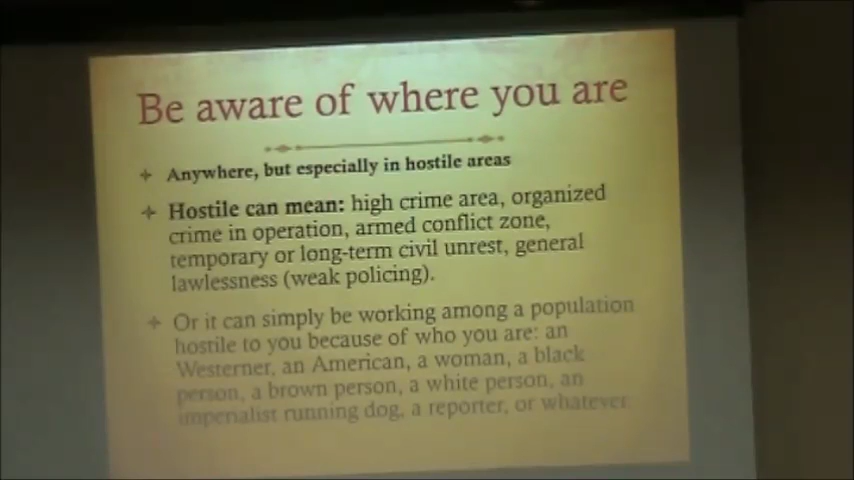 Be aware of where you are
Anywhere, but especially in hostile areas
Hostile can mean: high crime area, organized
crime in operation, armed conflict zone,
temporary or long-term civil unrest, general
lawlessness (weak policing).
Or it can simply be working among a population
hostile to you because of who you are: an
Westerner, an American, a woman, a black
person, a brown person, a white person, an
imperialist running dog, a reporter, or whatever